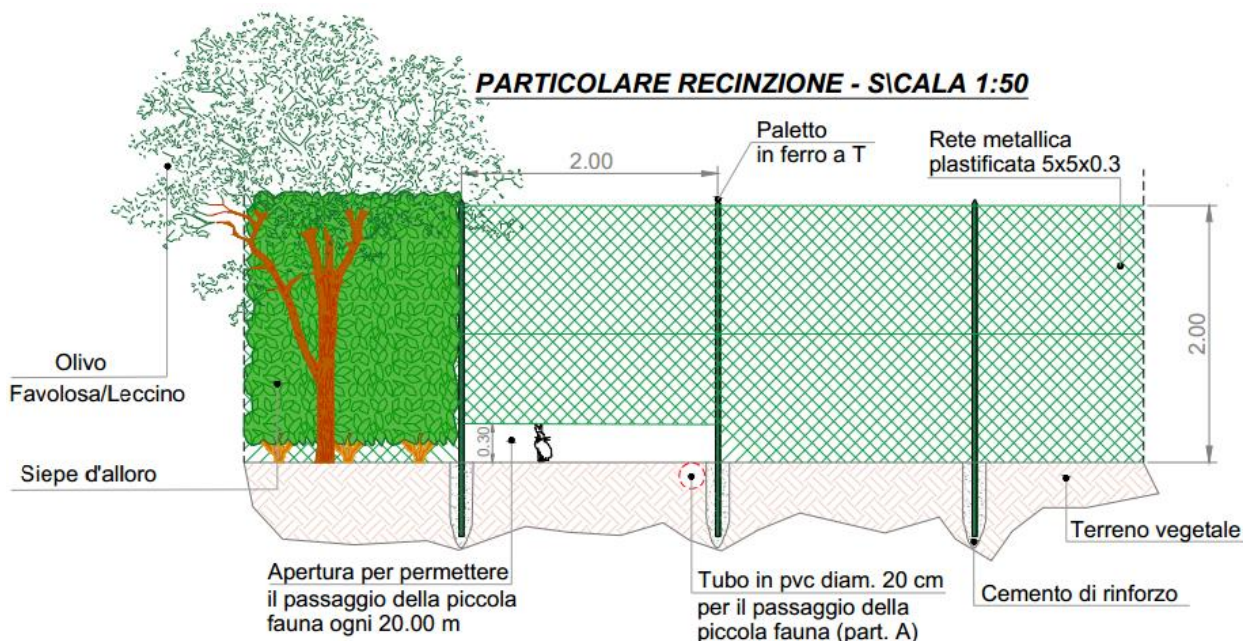 PARTICOLARE RECINZIONE - S\CALA 1:50
Paletto
in ferro a T
Rete metallica
plastificata 5x5x0.3
2.00
2.00
0.30
Olivo
Favolosa/Leccino
Siepe d'alloro
Terreno vegetale
Apertura per permettere
il passaggio della piccola
fauna ogni 20.00 m
Tubo in pvc diam. 20 cm
per il passaggio della
piccola fauna (part. A)
Cemento di rinforzo